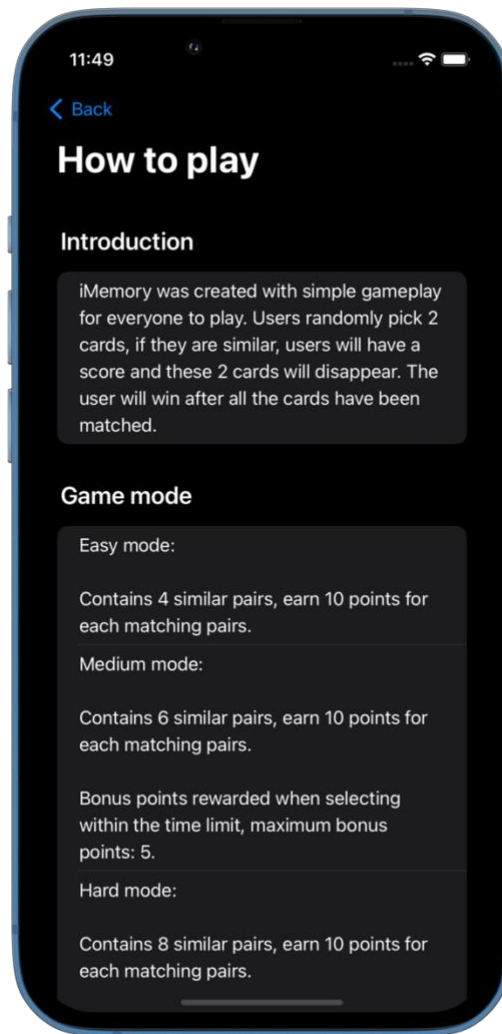 11:49
Back
How to play
Introduction
iMemory was created with simple gameplay
for everyone to play. Users randomly pick 2
cards, if they are similar, users will have a
score and these 2 cards will disappear. The
user will win after all the cards have been
matched.
Game mode
Easy mode:
Contains 4 similar pairs, earn 10 points for
each matching pairs.
Medium mode:
Contains 6 similar pairs, earn 10 points for
each matching pairs.
Bonus points rewarded when selecting
within the time limit, maximum bonus
points: 5.
Hard mode:
Contains 8 similar pairs, earn 10 points for
each matching pairs.